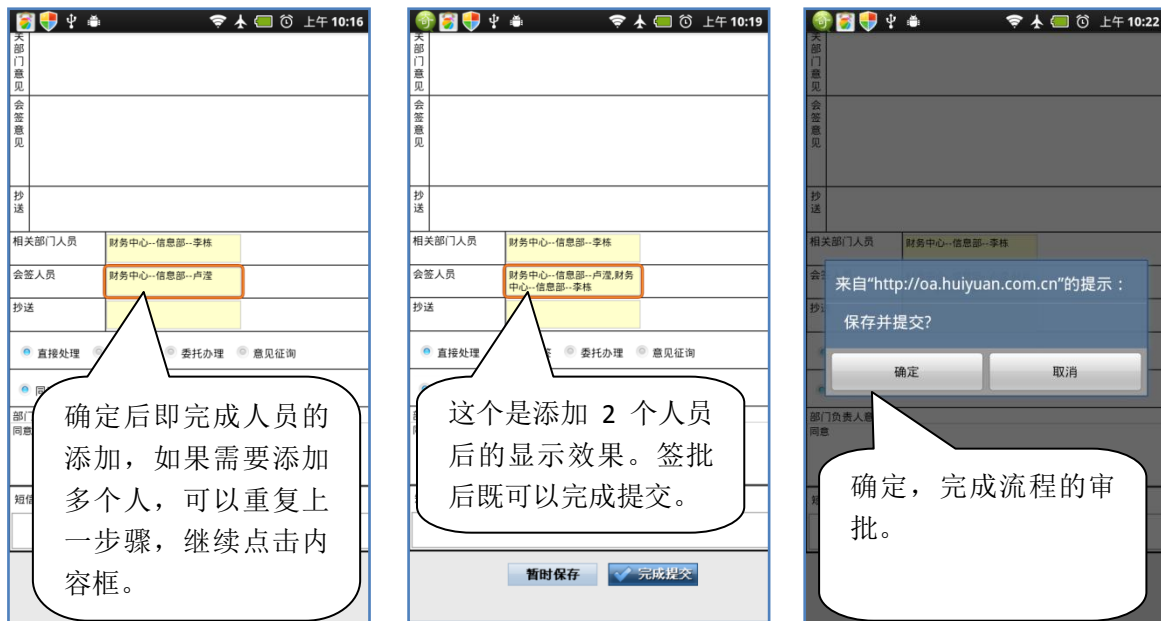 上午 10:16
关部门意见
会签意见
抄送
相关部门人员
财务中心--信息部--李栋
会签人员
财务中心--信息部--卢滢
抄送
直接处理
委托办理
意见征询
确定后即完成人员的
添加，如果需要添加
多个人，可以重复上
一步骤，继续点击内
容框。
上午 10:19
关部门意见
会签意见
抄送
相关部门人员
财务中心--信息部--李栋
会签人员
财务中心--信息部--卢滢,财务
中心--信息部--李栋
抄送
直接处理
委托办理
意见征询
这个是添加 2 个人员
后的显示效果。签批
后既可以完成提交。
暂时保存
完成提交
上午 10:22
关部门意见
会签意见
抄送
相关部门人员
财务中心--信息部--李栋
来自“http://oa.huiyuan.com.cn”的提示：
保存并提交?
确定
取消
部门负责人意
同意
确定，完成流程的审
批。